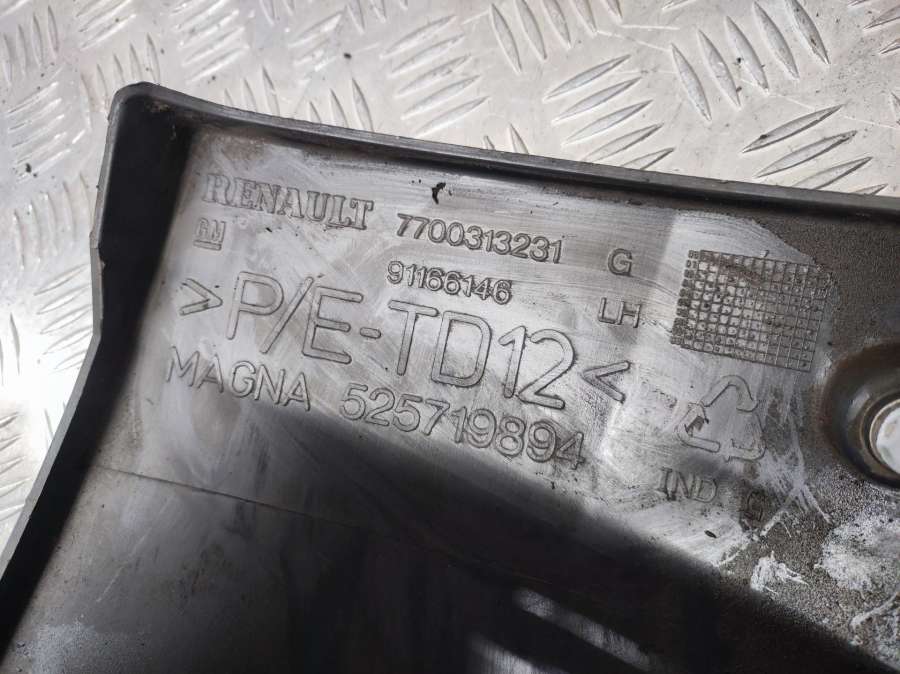 RENAULT 7700313231 G
GM 91166146 LH
>P/E-TD12<
MAGNA 525719894
IND